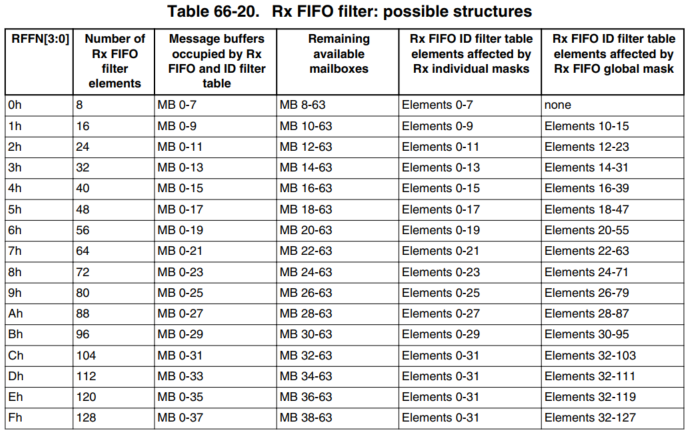 Table 66-20. Rx FIFO filter: possible structures
RFFN[3:0] Number of Rx FIFO filter elements Message buffers occupied by Rx FIFO and ID filter table Remaining available mailboxes Rx FIFO ID filter table elements affected by Rx individual masks Rx FIFO ID filter table elements affected by Rx FIFO global mask
0h 8 MB 0-7 MB 8-63 Elements 0-7 none
1h 16 MB 0-9 MB 10-63 Elements 0-9 Elements 10-15
2h 24 MB 0-11 MB 12-63 Elements 0-11 Elements 12-23
3h 32 MB 0-13 MB 14-63 Elements 0-13 Elements 14-31
4h 40 MB 0-15 MB 16-63 Elements 0-15 Elements 16-39
5h 48 MB 0-17 MB 18-63 Elements 0-17 Elements 18-47
6h 56 MB 0-19 MB 20-63 Elements 0-19 Elements 20-55
7h 64 MB 0-21 MB 22-63 Elements 0-21 Elements 22-63
8h 72 MB 0-23 MB 24-63 Elements 0-23 Elements 24-71
9h 80 MB 0-25 MB 26-63 Elements 0-25 Elements 26-79
Ah 88 MB 0-27 MB 28-63 Elements 0-27 Elements 28-87
Bh 96 MB 0-29 MB 30-63 Elements 0-29 Elements 30-95
Ch 104 MB 0-31 MB 32-63 Elements 0-31 Elements 32-103
Dh 112 MB 0-33 MB 34-63 Elements 0-31 Elements 32-111
Eh 120 MB 0-35 MB 36-63 Elements 0-31 Elements 32-119
Fh 128 MB 0-37 MB 38-63 Elements 0-31 Elements 32-127